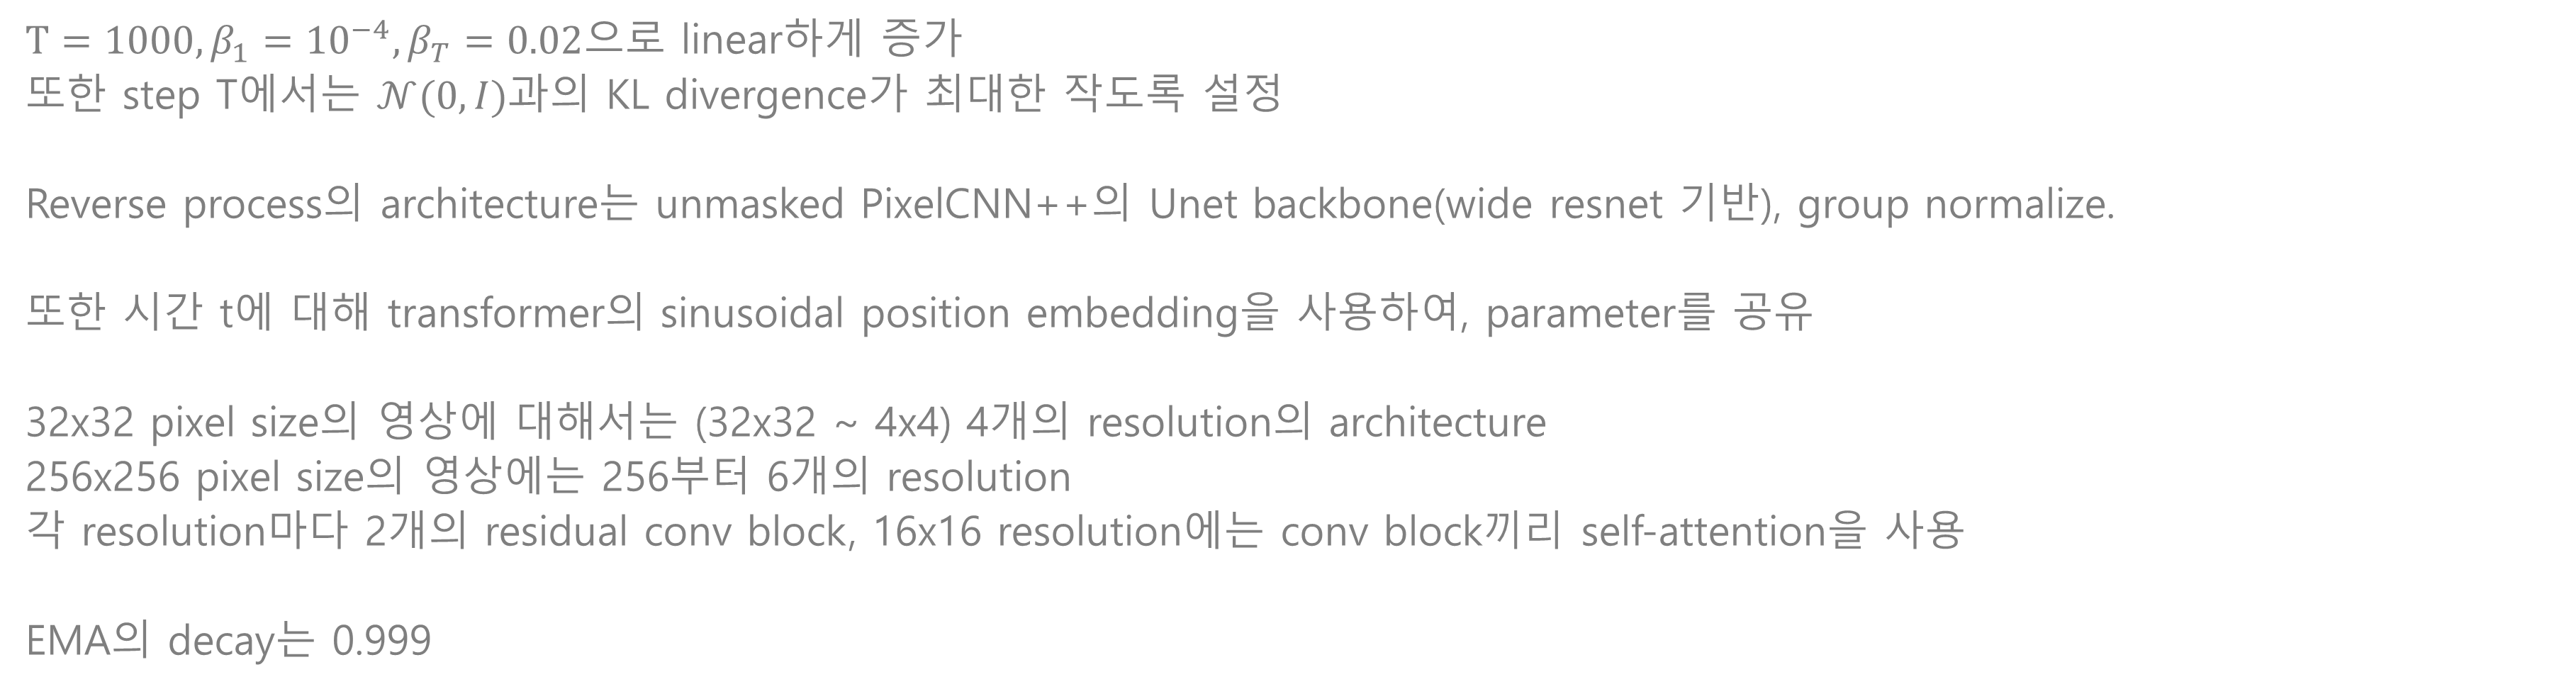 T = 1000, β₁ = 10⁻⁴, β_T = 0.02으로 linear하게 증가
또한 step T에서는 𝒩(0, I)과의 KL divergence가 최대한 작도록 설정
Reverse process의 architecture는 unmasked PixelCNN++의 Unet backbone(wide resnet 기반), group normalize.
또한 시간 t에 대해 transformer의 sinusoidal position embedding을 사용하여, parameter를 공유
32x32 pixel size의 영상에 대해서는 (32x32 ~ 4x4) 4개의 resolution의 architecture
256x256 pixel size의 영상에는 256부터 6개의 resolution
각 resolution마다 2개의 residual conv block, 16x16 resolution에는 conv block끼리 self-attention을 사용
EMA의 decay는 0.999